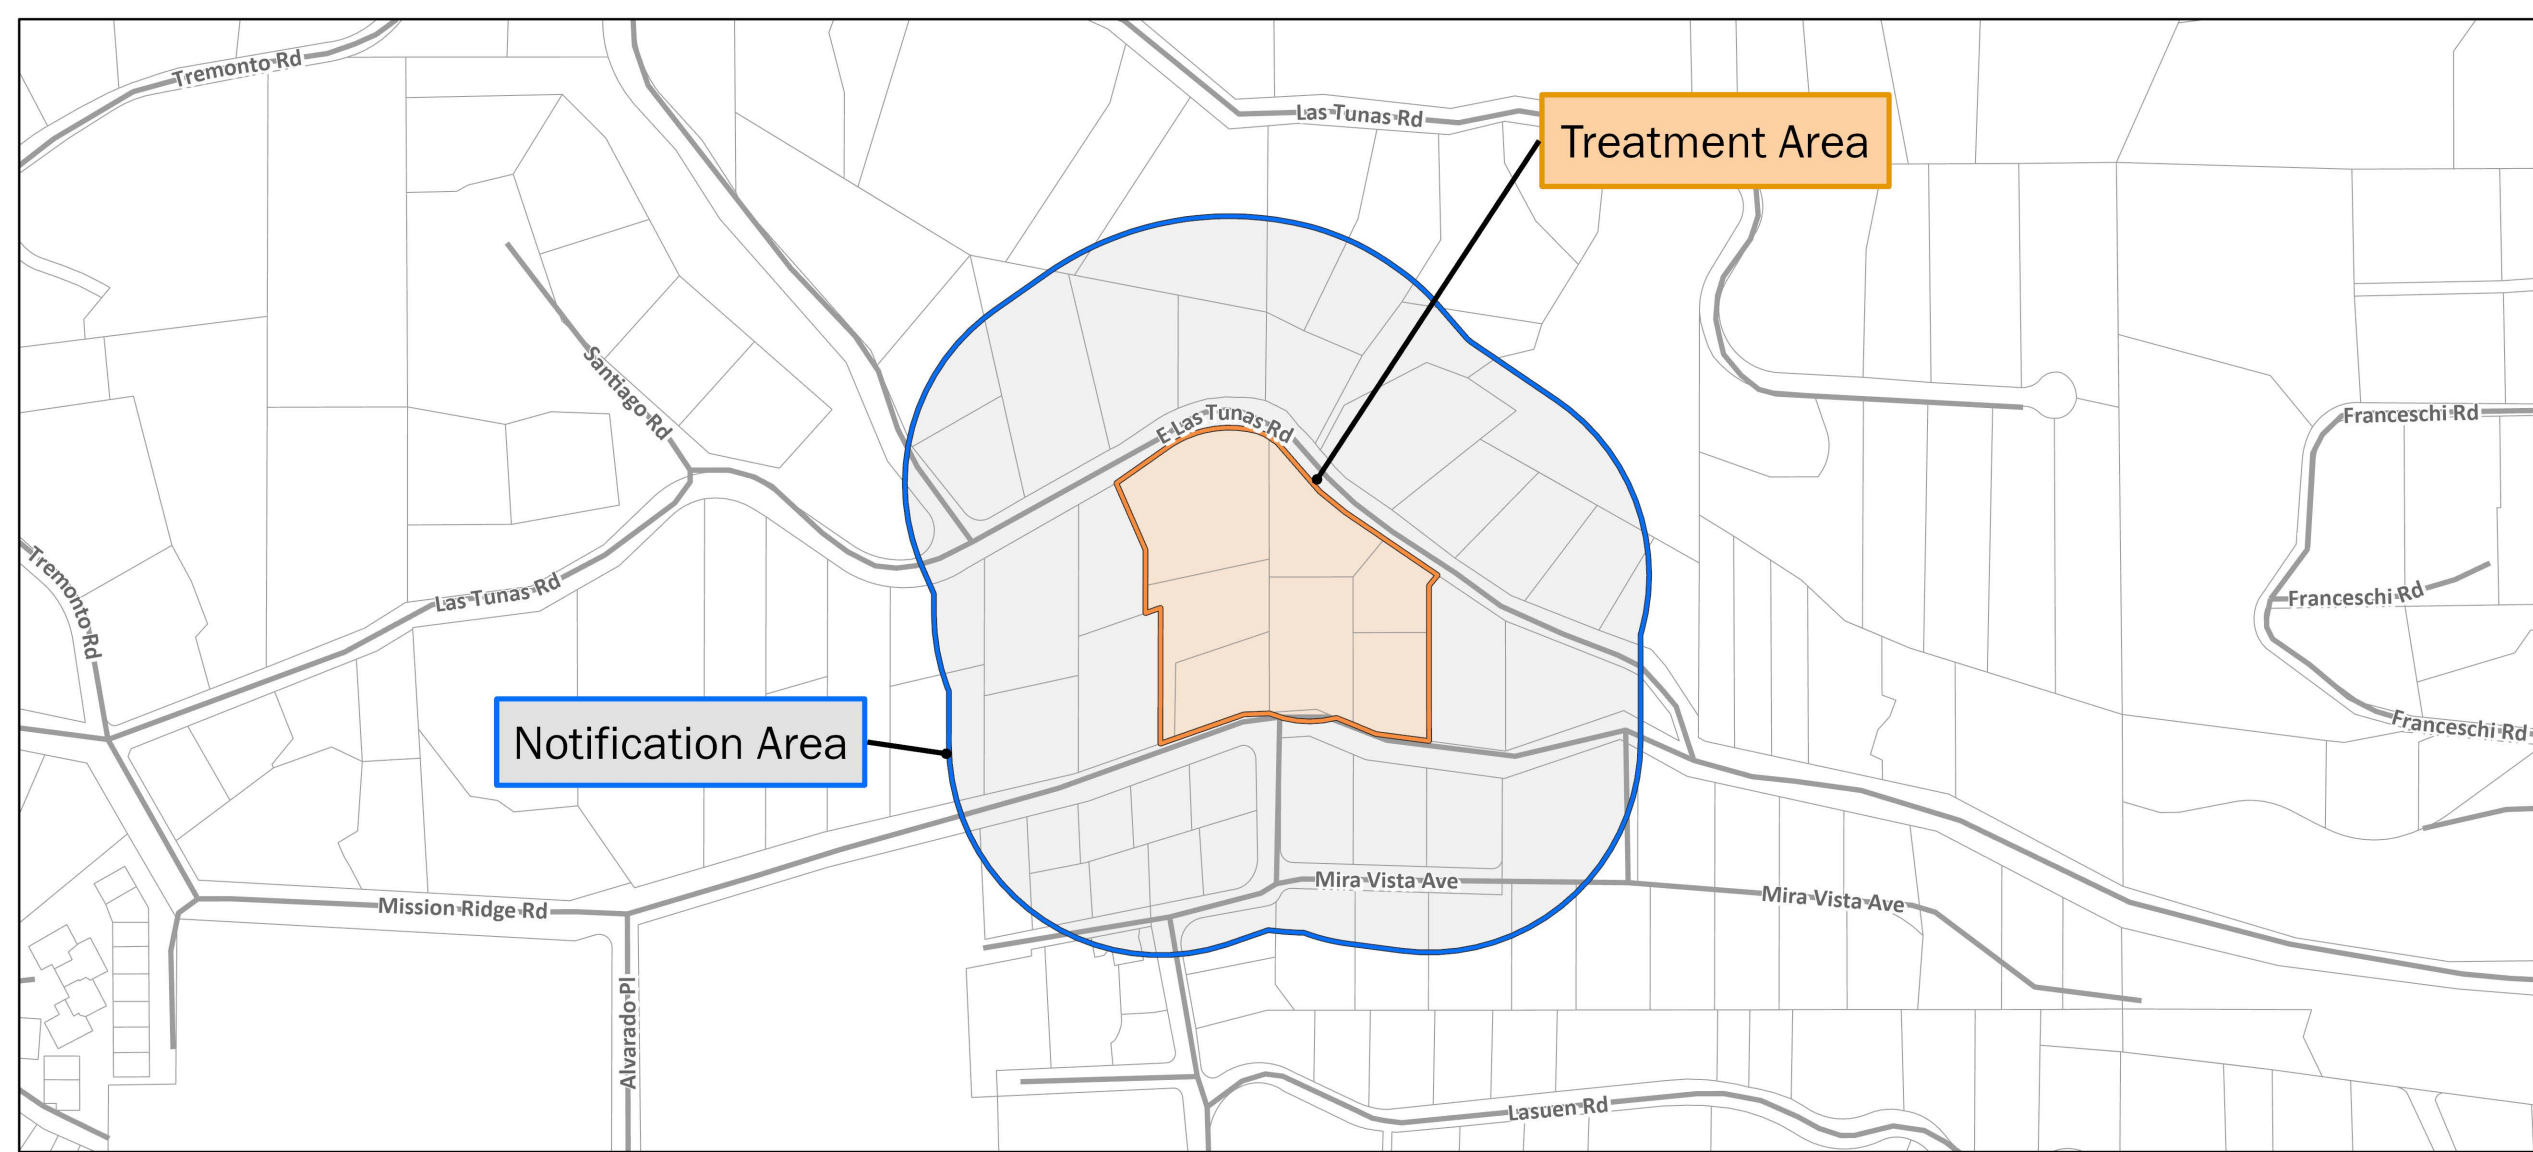 Tremonto Rd
Las Tunas Rd
Treatment Area
Santiago Rd
E Las Tunas Rd
Franceschi Rd
Tremonto Rd
Las Tunas Rd
Franceschi Rd
Notification Area
Franceschi Rd
Mira Vista Ave
Mira Vista Ave
Mission Ridge Rd
Alvarado Pl
Lasuen Rd